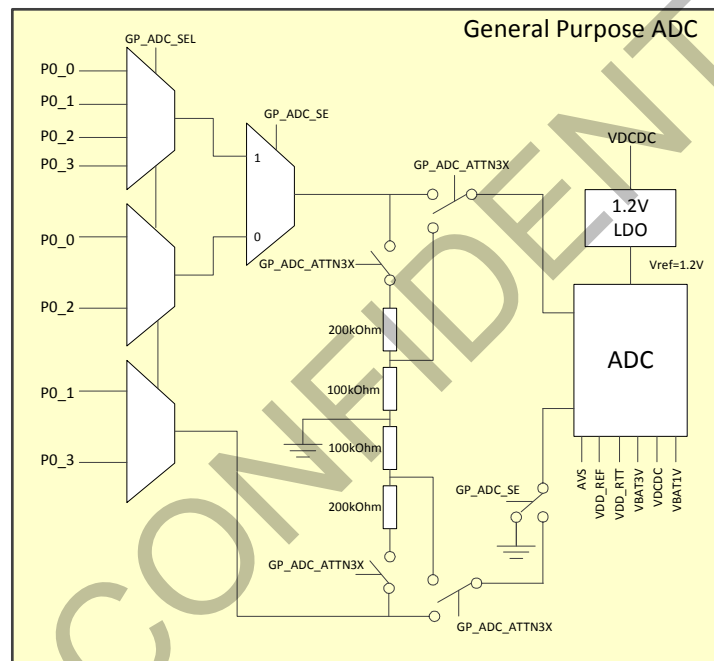 General Purpose ADC
GP_ADC_SEL
P0_0
P0_1
P0_2
P0_3
GP_ADC_SE
1
0
P0_0
P0_2
P0_1
P0_3
GP_ADC_ATTN3X
GP_ADC_ATTN3X
200kOhm
100kOhm
100kOhm
200kOhm
GP_ADC_ATTN3X
GP_ADC_ATTN3X
GP_ADC_SE
VDCDC
1.2V
LDO
Vref=1.2V
ADC
AVS
VDD_REF
VDD_RTT
VBAT3V
VDCDC
VBAT1V
CONFIDENT